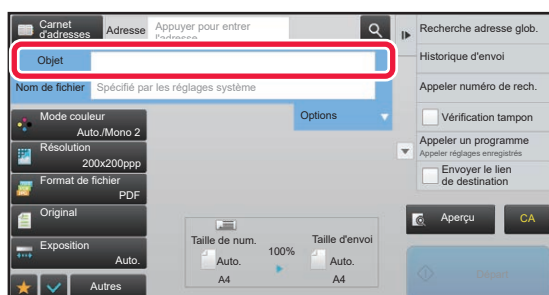 Carnet
d'adresses
Adresse
Appuyer pour entrer
l'adresse
Objet
Nom de fichier
Spécifié par les réglages système
Mode couleur
Auto./Mono 2
Résolution
200x200ppp
Format de fichier
PDF
Original
Exposition
Auto.
Autres
Options
Taille de num.
Auto.
A4
100%
Taille d'envoi
Auto.
A4
Recherche adresse glob.
Historique d'envoi
Appeler numéro de rech.
Vérification tampon
Appeler un programme
Appeler réglages enregistrés
Envoyer le lien
de destination
Aperçu
CA
Départ